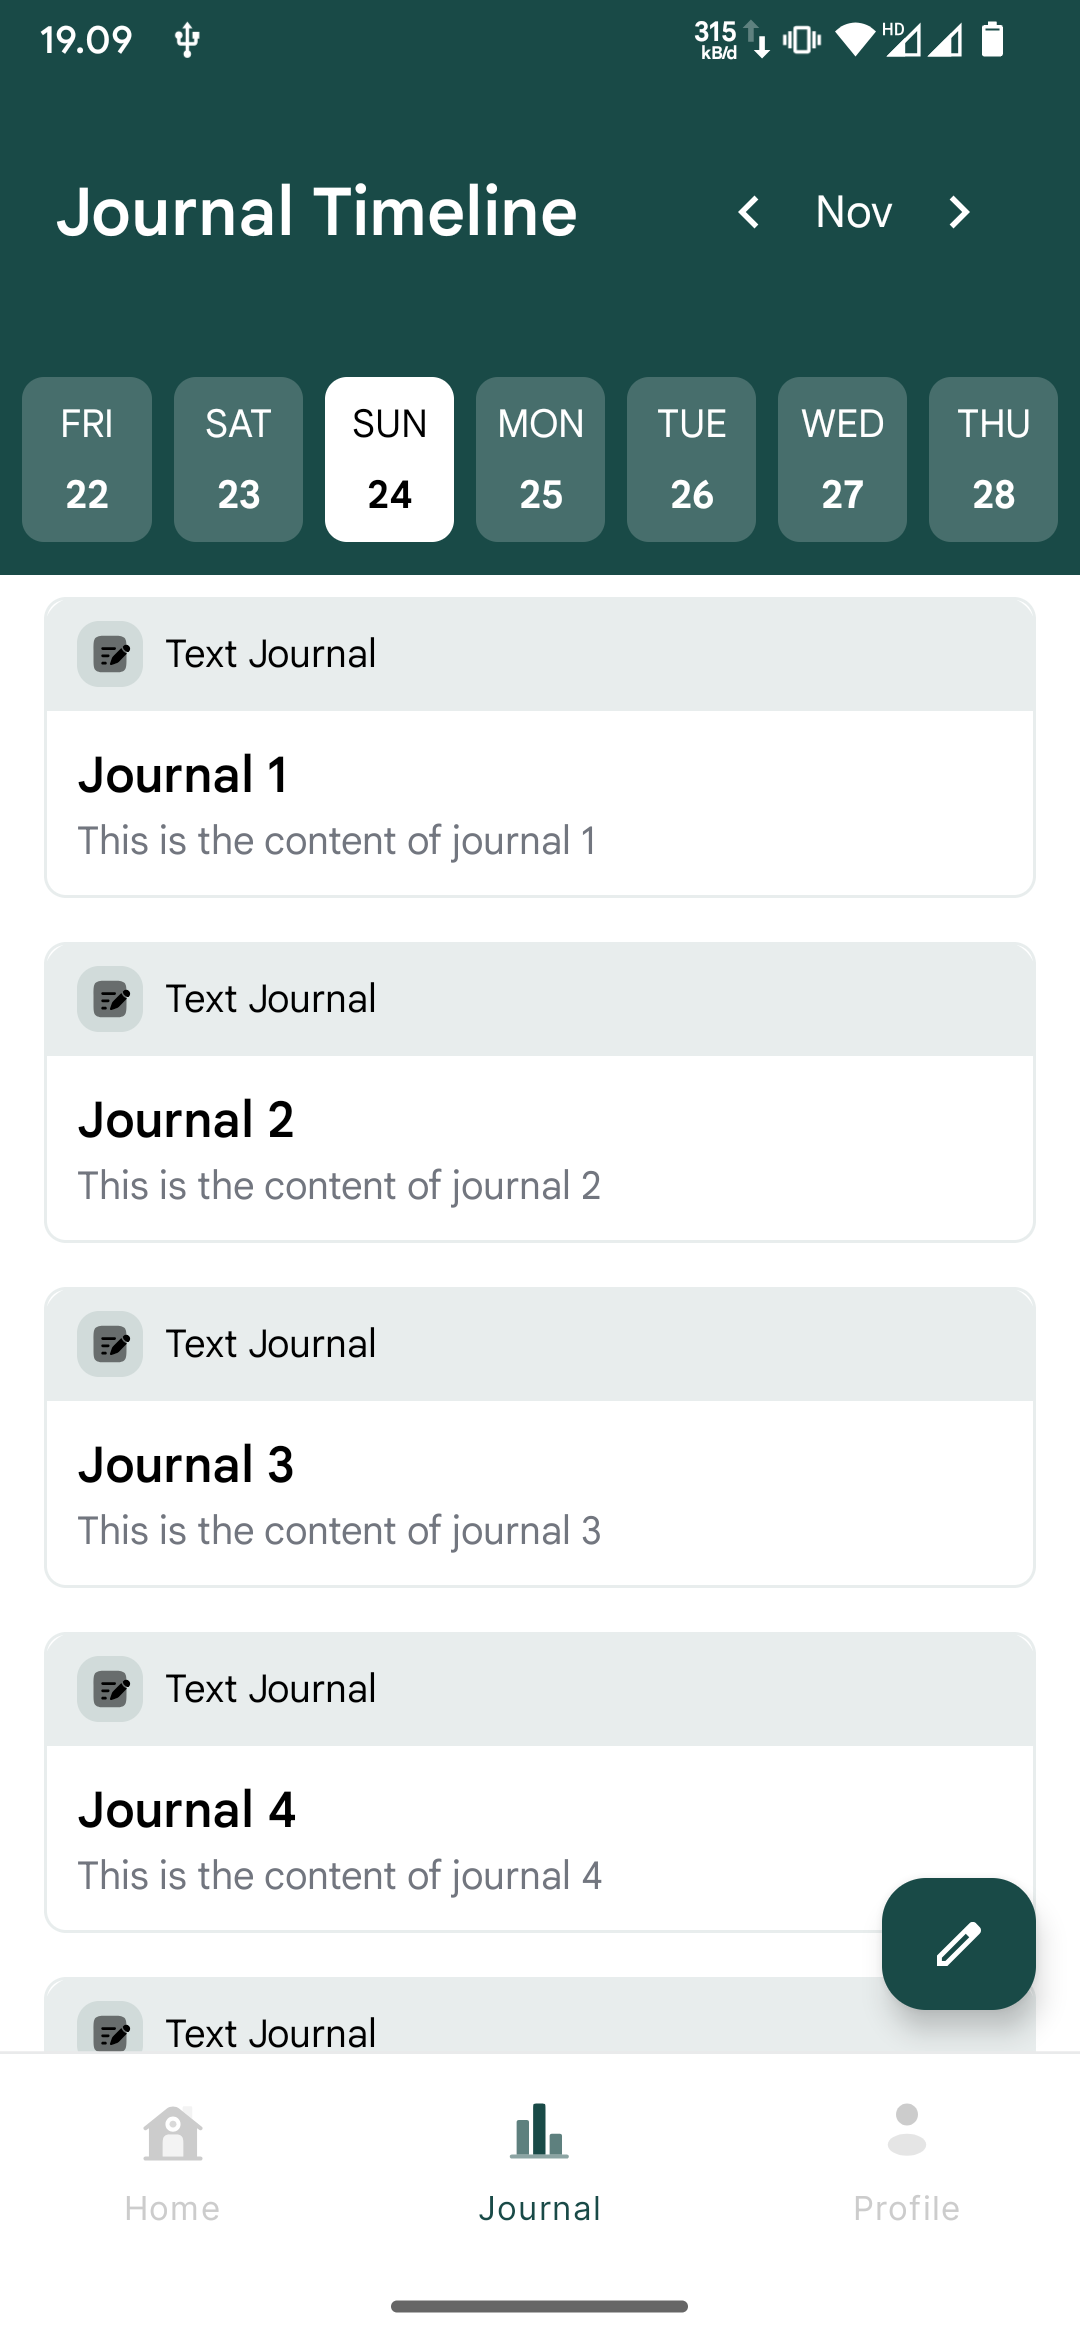 19.09
315
kB/d
HD
Journal Timeline
Nov
FRI SAT SUN MON TUE WED THU
22 23 24 25 26 27 28
Text Journal
Journal 1
This is the content of journal 1
Text Journal
Journal 2
This is the content of journal 2
Text Journal
Journal 3
This is the content of journal 3
Text Journal
Journal 4
This is the content of journal 4
Text Journal
Home Journal Profile